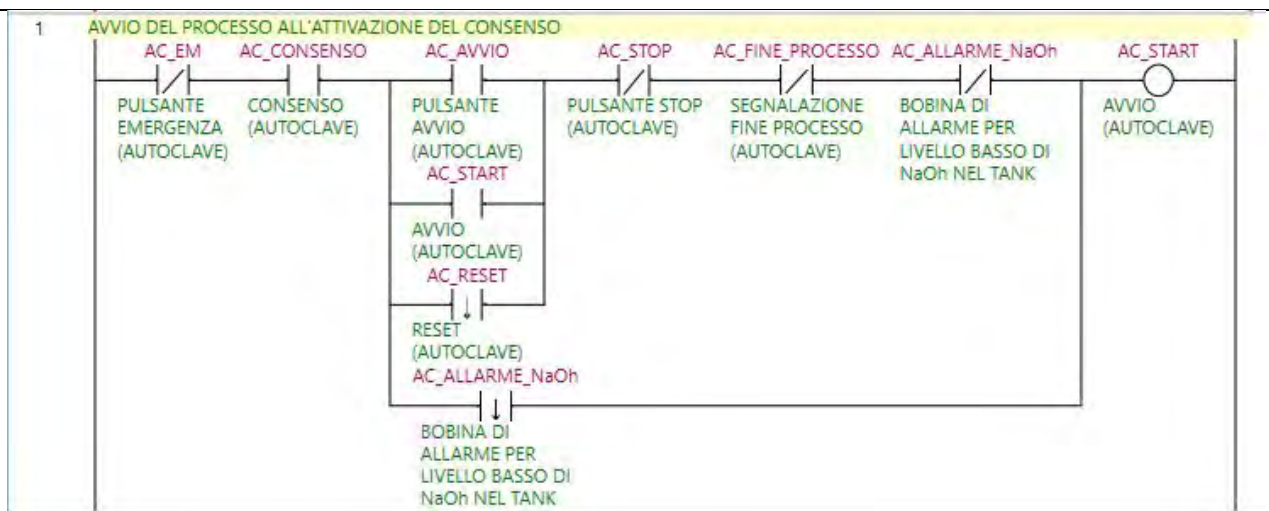 1
AVVIO DEL PROCESSO ALL'ATTIVAZIONE DEL CONSENSO
AC_EM AC_CONSENSO AC_AVVIO AC_STOP AC_FINE_PROCESSO AC_ALLARME_NaOh AC_START
PULSANTE CONSENSO PULSANTE PULSANTE STOP SEGNALAZIONE BOBINA DI AVVIO
EMERGENZA (AUTOCLAVE) AVVIO (AUTOCLAVE) FINE PROCESSO ALLARME PER (AUTOCLAVE)
(AUTOCLAVE) (AUTOCLAVE) (AUTOCLAVE) LIVELLO BASSO DI
AC_START NaOh NEL TANK
AVVIO
(AUTOCLAVE)
AC_RESET
RESET
(AUTOCLAVE)
AC_ALLARME_NaOh
BOBINA DI
ALLARME PER
LIVELLO BASSO DI
NaOh NEL TANK